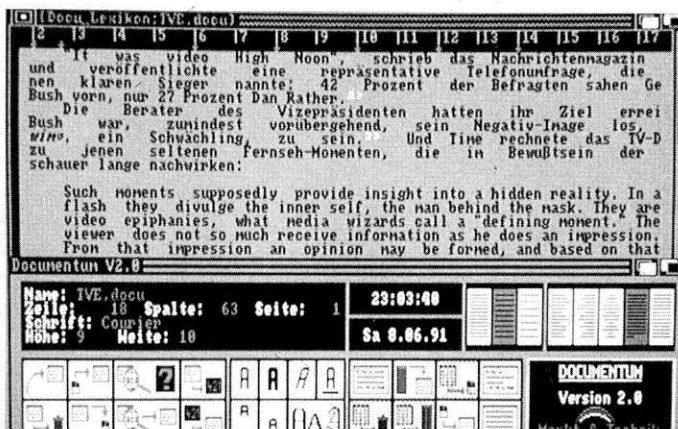 [Docu Lexikon:TVE.docu]
|2 |3 |4 |5 |6 |7 |8 |9 |10 |11 |12 |13 |14 |15 |16 |17
"It was video High Noon", schrieb das Nachrichtenmagazin
und veröffentlichte eine repräsentative Telefonumfrage, die
nen klaren Sieger nannte: 42 Prozent der Befragten sahen Ge
Bush vorn, nur 27 Prozent Dan Rather.
Die Berater des Vizepräsidenten hatten ihr Ziel errei
Bush war, zumindest vorübergehend, sein Negativ-Image los,
wimp, ein Schwächling, zu sein. Und Time rechnete das TV-D
zu jenen seltenen Fernseh-Momenten, die im Bewußtsein der
schauer lange nachwirken:
Such moments supposedly provide insight into a hidden reality. In a
flash they divulge the inner self, the man behind the mask. They are
video epiphanies, what media wizards call a "defining moment." The
viewer does not so much receive information as he does an impression.
From that impression an opinion may be formed, and based on that
Documentum V2.0
Name: TVE.docu
Zeile: 18 Spalte: 63 Seite: 1
Schrift: Courier
Höhe: 9 Weite: 10
23:03:40
Sa 8.06.91
? A A A A
A A
DOCUMENTUM
Version 2.0
Markt & Technik